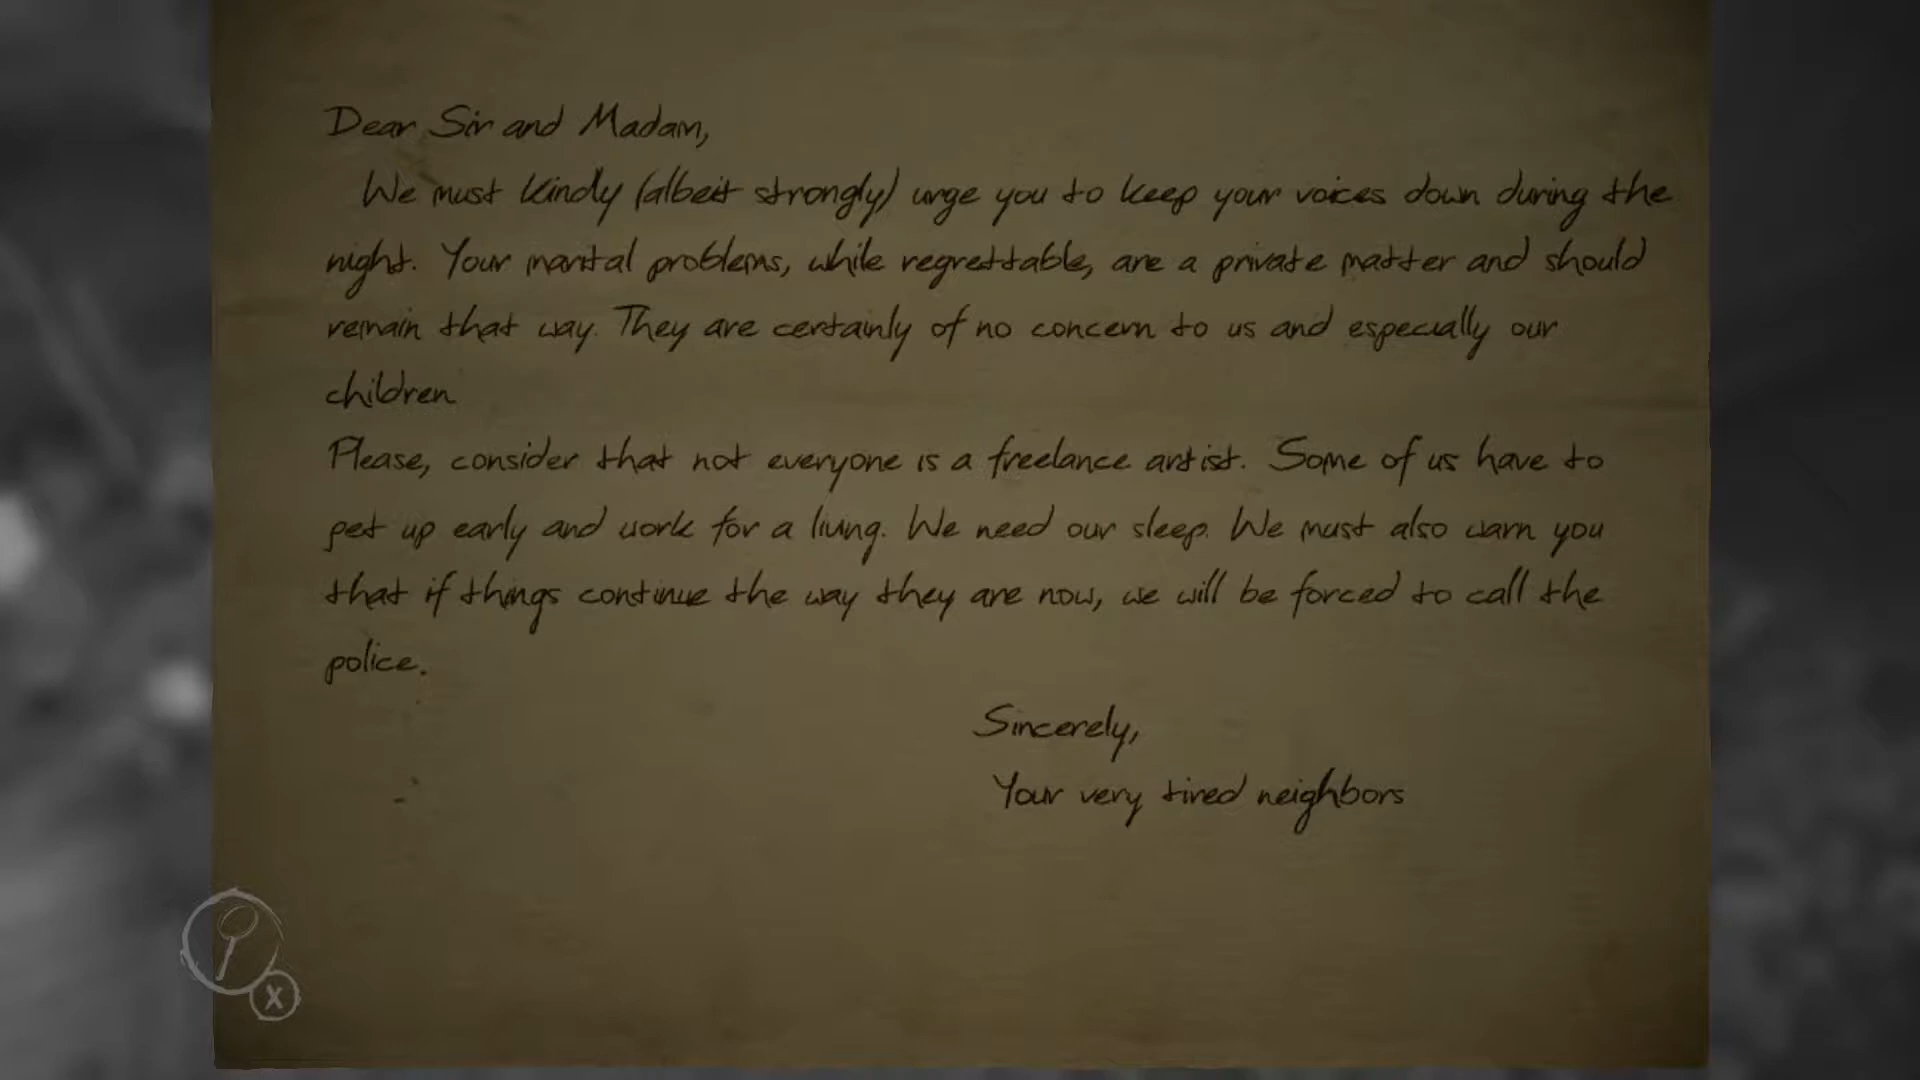 Dear Sir and Madam,
We must kindly (albeit strongly) urge you to keep your voices down during the
night. Your marital problems, while regrettable, are a private matter and should
remain that way. They are certainly of no concern to us and especially our
children.
Please, consider that not everyone is a freelance artist. Some of us have to
get up early and work for a living. We need our sleep. We must also warn you
that if things continue the way they are now, we will be forced to call the
police.
Sincerely,
Your very tired neighbors
X